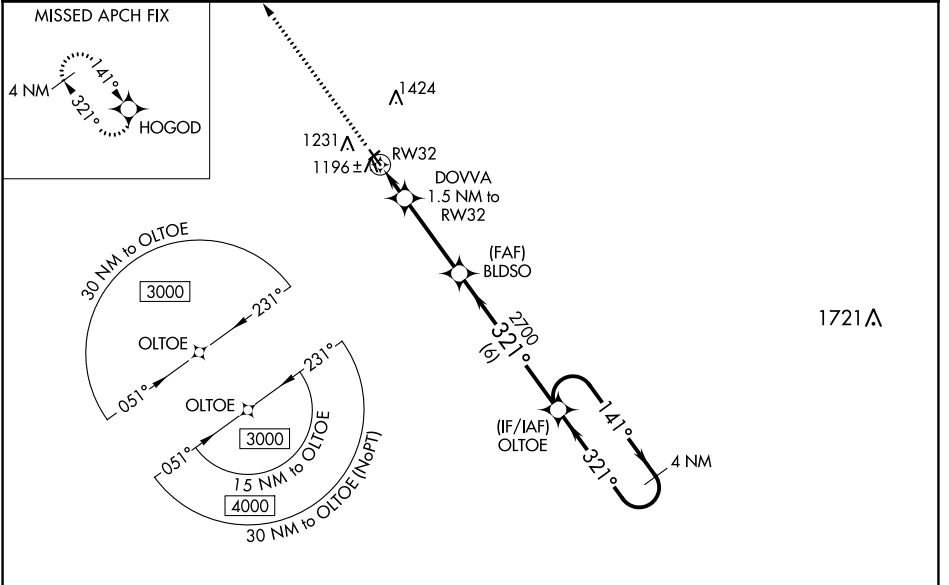 MISSED APCH FIX
4 NM
141°
321°
HOGOD
1424
1231
1196 ±
RW32
DOVVA
1.5 NM to
RW32
(FAF)
BLDSO
2700
321°
(6)
1721
(IF/IAF)
OLTOE
141°
321°
4 NM
30 NM to OLTOE
3000
231°
OLTOE
051°
231°
OLTOE
051°
3000
15 NM to OLTOE
4000
30 NM to OLTOE (NoPT)